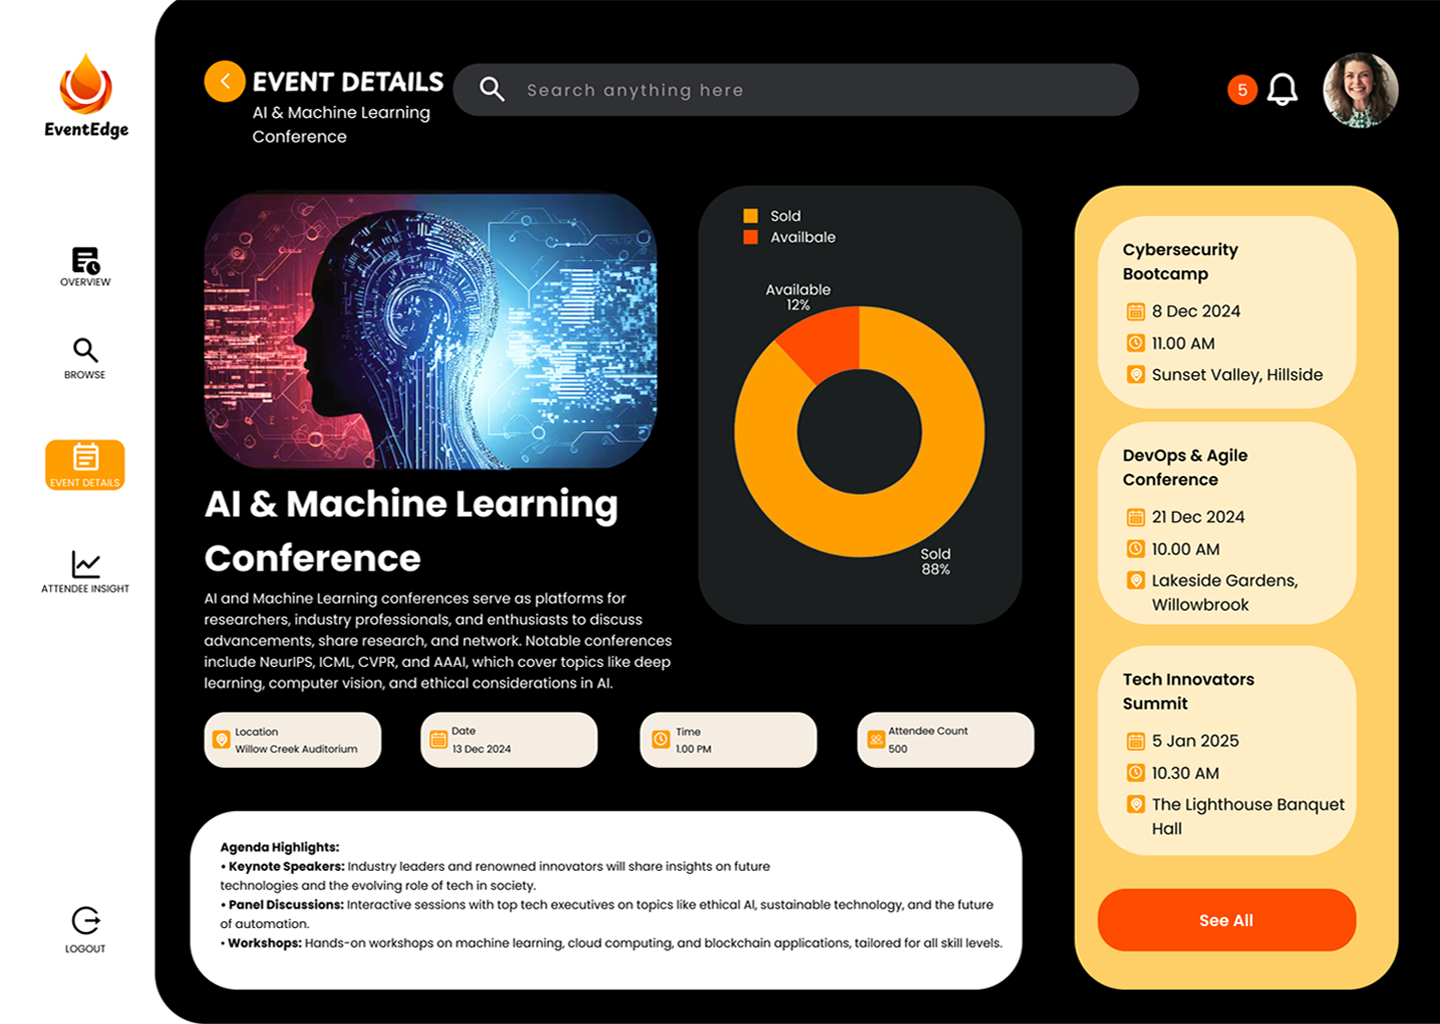 EventEdge
OVERVIEW
BROWSE
EVENT DETAILS
ATTENDEE INSIGHT
LOGOUT
EVENT DETAILS
AI & Machine Learning
Conference
Search anything here
5
AI & Machine Learning
Conference
AI and Machine Learning conferences serve as platforms for
researchers, industry professionals, and enthusiasts to discuss
advancements, share research, and network. Notable conferences
include NeurIPS, ICML, CVPR, and AAAI, which cover topics like deep
learning, computer vision, and ethical considerations in AI.
Sold
Availbale
Available
12%
Sold
88%
Location
Willow Creek Auditorium
Date
13 Dec 2024
Time
1.00 PM
Attendee Count
500
Agenda Highlights:
• Keynote Speakers: Industry leaders and renowned innovators will share insights on future
technologies and the evolving role of tech in society.
• Panel Discussions: Interactive sessions with top tech executives on topics like ethical AI, sustainable technology, and the future
of automation.
• Workshops: Hands-on workshops on machine learning, cloud computing, and blockchain applications, tailored for all skill levels.
Cybersecurity
Bootcamp
8 Dec 2024
11.00 AM
Sunset Valley, Hillside
DevOps & Agile
Conference
21 Dec 2024
10.00 AM
Lakeside Gardens,
Willowbrook
Tech Innovators
Summit
5 Jan 2025
10.30 AM
The Lighthouse Banquet
Hall
See All